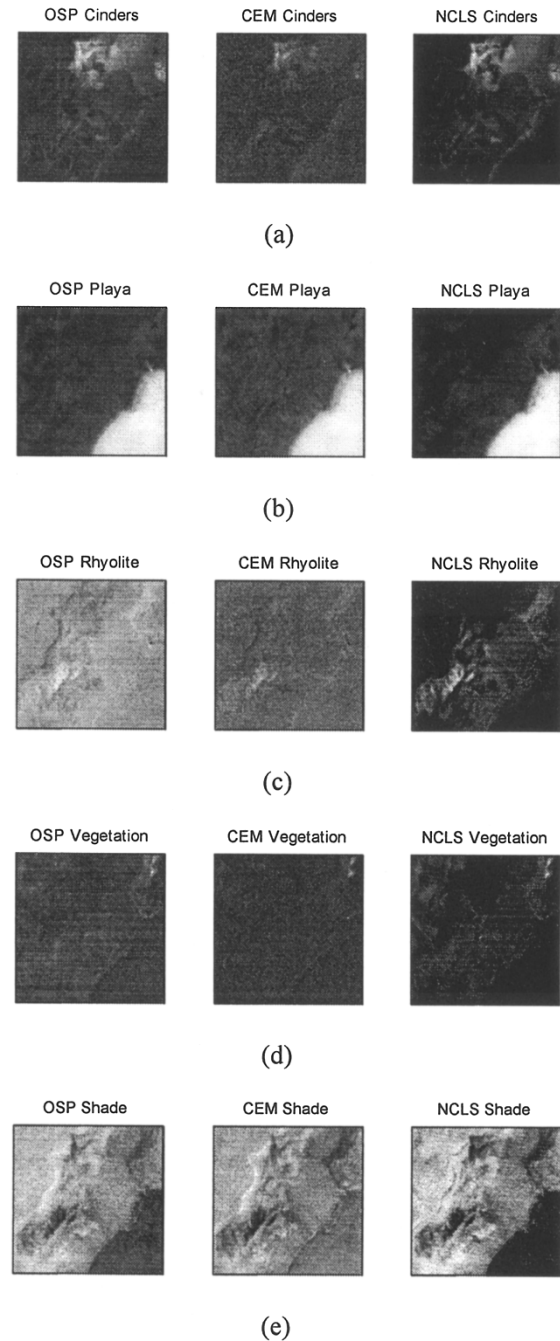 OSP Cinders CEM Cinders NCLS Cinders
(a)
OSP Playa CEM Playa NCLS Playa
(b)
OSP Rhyolite CEM Rhyolite NCLS Rhyolite
(c)
OSP Vegetation CEM Vegetation NCLS Vegetation
(d)
OSP Shade CEM Shade NCLS Shade
(e)